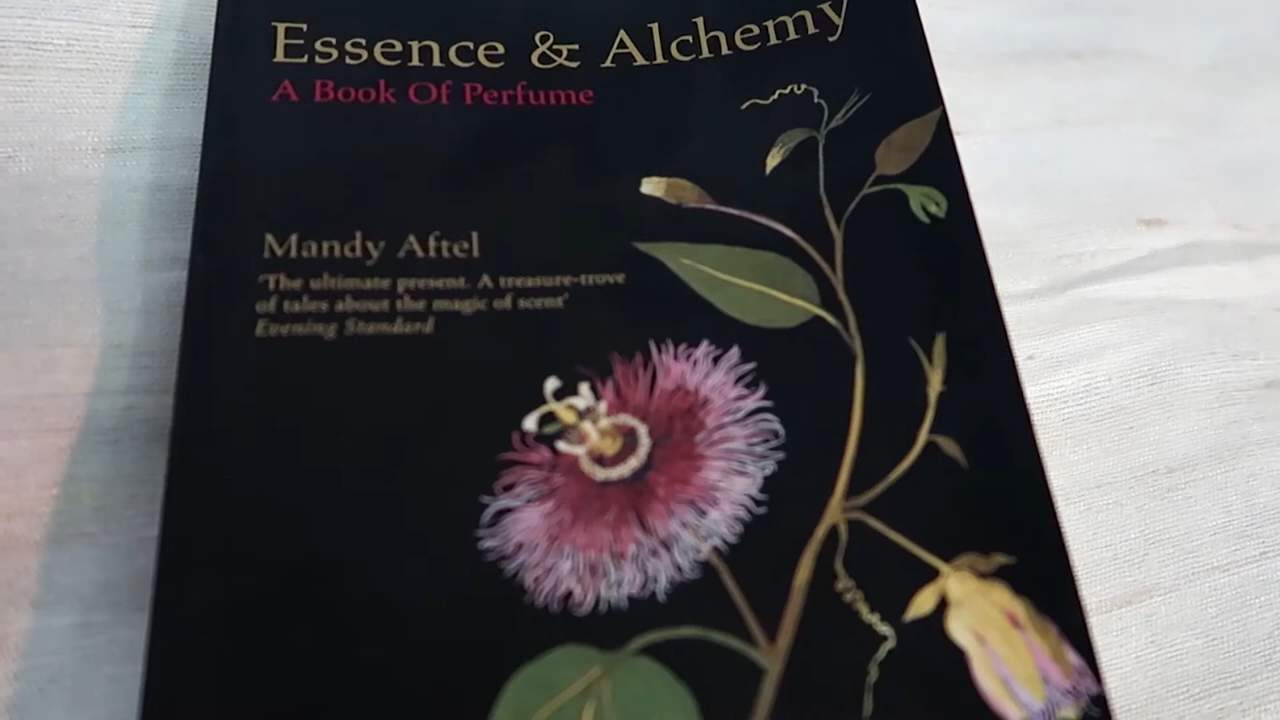 Essence & Alchemy
A Book Of Perfume
Mandy Aftel
'The ultimate present. A treasure-trove
of tales about the magic of scent'
Evening Standard